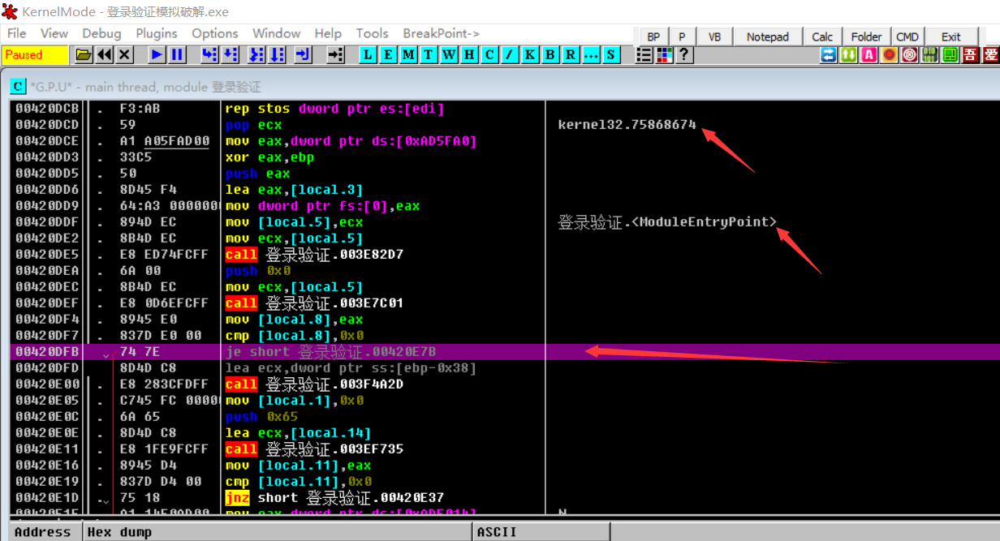 KernelMode - 登录验证模拟破解.exe
File View Debug Plugins Options Window Help Tools BreakPoint->
BP P VB Notepad Calc Folder CMD Exit
Paused L E M T W H C / K B R ... S ? A 吾 爱
C *G.P.U* - main thread, module 登录验证
00420DCB . F3:AB rep stos dword ptr es:[edi]
00420DCD . 59 pop ecx kernel32.75868674
00420DCE . A1 A05FAD00 mov eax,dword ptr ds:[0xAD5FA0]
00420DD3 . 33C5 xor eax,ebp
00420DD5 . 50 push eax
00420DD6 . 8D45 F4 lea eax,[local.3]
00420DD9 . 64:A3 000000 mov dword ptr fs:[0],eax
00420DDF . 894D EC mov [local.5],ecx 登录验证.<ModuleEntryPoint>
00420DE2 . 8B4D EC mov ecx,[local.5]
00420DE5 . E8 ED74FCFF call 登录验证.003E82D7
00420DEA . 6A 00 push 0x0
00420DEC . 8B4D EC mov ecx,[local.5]
00420DEF . E8 0D6EFCFF call 登录验证.003E7C01
00420DF4 . 8945 E0 mov [local.8],eax
00420DF7 . 837D E0 00 cmp [local.8],0x0
00420DFB . 74 7E je short 登录验证.00420E7B
00420DFD . 8D4D C8 lea ecx,dword ptr ss:[ebp-0x38]
00420E00 . E8 283CFDFF call 登录验证.003F4A2D
00420E05 . C745 FC 0000 mov [local.1],0x0
00420E0C . 6A 65 push 0x65
00420E0E . 8D4D C8 lea ecx,[local.14]
00420E11 . E8 1FE9FCFF call 登录验证.003EF735
00420E16 . 8945 D4 mov [local.11],eax
00420E19 . 837D D4 00 cmp [local.11],0x0
00420E1D . 75 18 jnz short 登录验证.00420E37
Address Hex dump ASCII